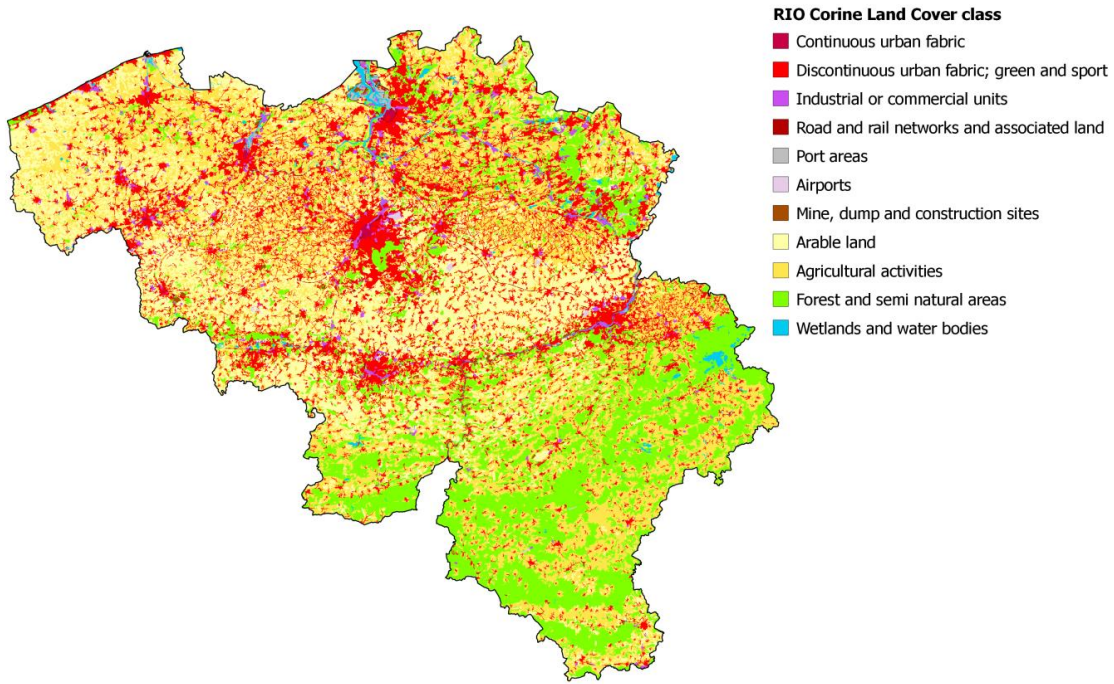 RIO Corine Land Cover class
Continuous urban fabric
Discontinuous urban fabric; green and sport
Industrial or commercial units
Road and rail networks and associated land
Port areas
Airports
Mine, dump and construction sites
Arable land
Agricultural activities
Forest and semi natural areas
Wetlands and water bodies